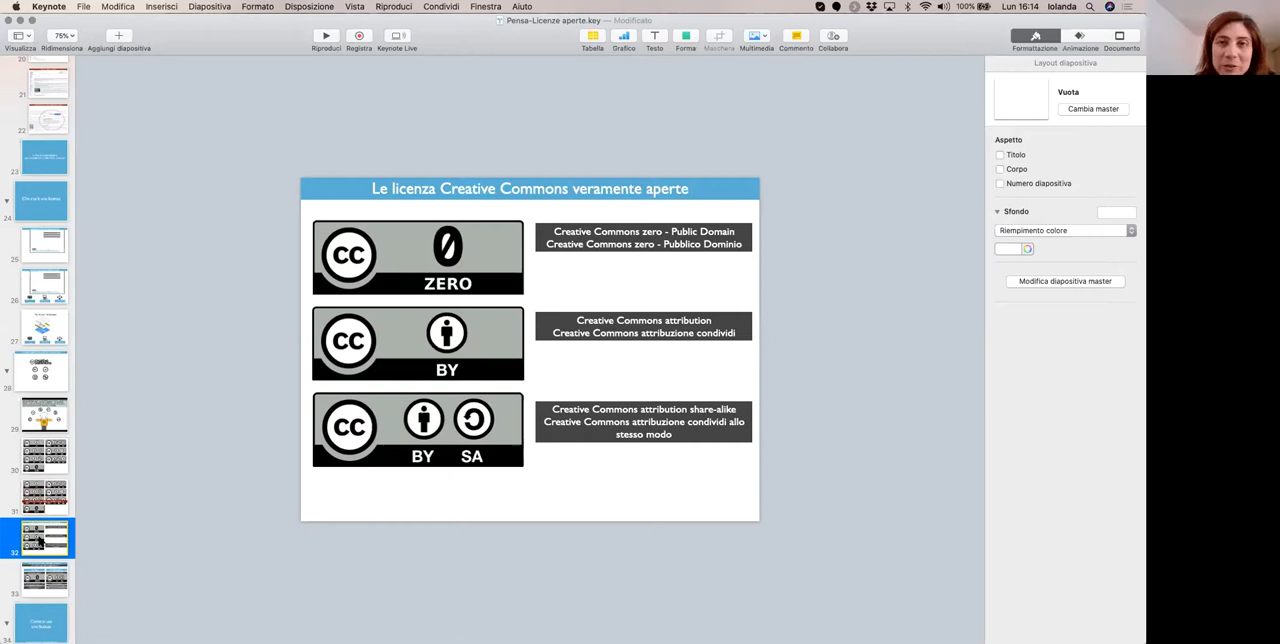 Keynote File Modifica Inserisci Diapositiva Formato Disposizione Vista Riproduci Condividi Finestra Aiuto 100% Lun 16:14 Iolanda
Pensa-Licenze aperte.key — Modificato
75%
Visualizza Ridimensiona Aggiungi diapositiva Riproduci Registra Keynote Live Tabella Grafico Testo Forma Maschera Multimedia Commento Collabora Formattazione Animazione Documento
Layout diapositiva
Vuota
Cambia master
Aspetto
Titolo
Corpo
Numero diapositiva
Sfondo
Riempimento colore
Modifica diapositiva master
20
21
22
23
24
25
26
27
28
29
30
31
32
33
34
Le licenza Creative Commons veramente aperte
CC 0
ZERO
Creative Commons zero - Public Domain
Creative Commons zero - Pubblico Dominio
CC
BY
Creative Commons attribution
Creative Commons attribuzione condividi
CC
BY SA
Creative Commons attribution share-alike
Creative Commons attribuzione condividi allo
stesso modo